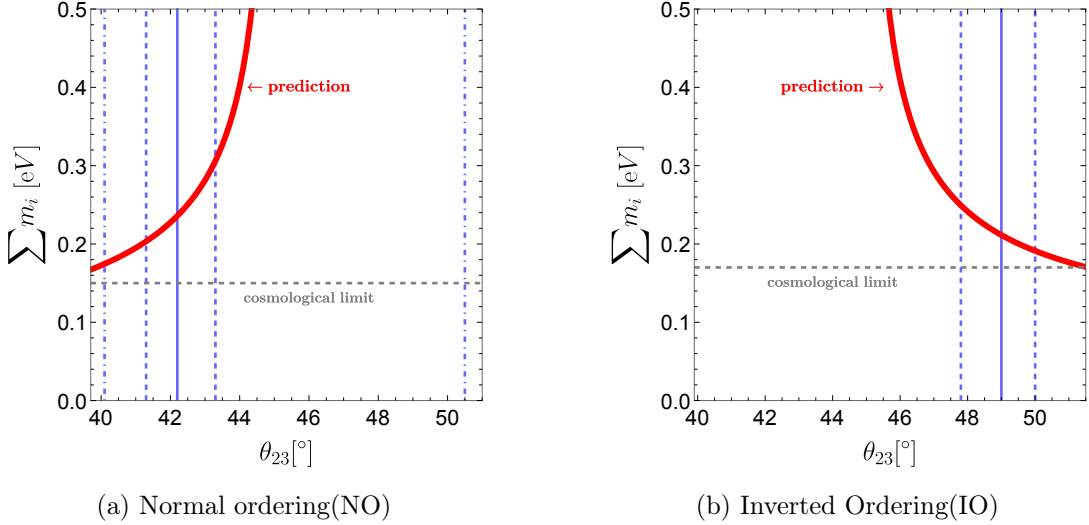 0.5
0.4
0.3
0.2
0.1
0.0
∑ m_i [eV]
← prediction
cosmological limit
40 42 44 46 48 50
θ_23[°]
(a) Normal ordering(NO)
0.5
0.4
0.3
0.2
0.1
0.0
∑ m_i [eV]
prediction →
cosmological limit
40 42 44 46 48 50
θ_23[°]
(b) Inverted Ordering(IO)